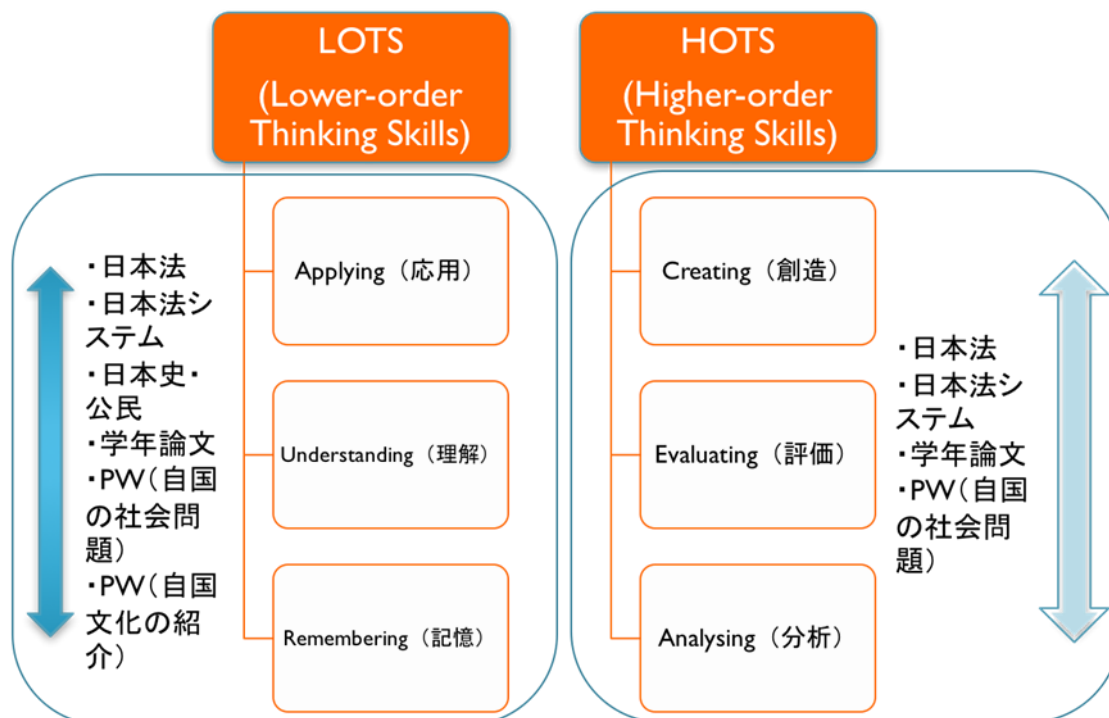 LOTS
(Lower-order
Thinking Skills)
・日本法
・日本法シ
ステム
・日本史・
公民
・学年論文
・PW(自国
の社会問
題)
・PW(自国
文化の紹
介)
Applying（応用）
Understanding（理解）
Remembering（記憶）
HOTS
(Higher-order
Thinking Skills)
Creating（創造）
Evaluating（評価）
Analysing（分析）
・日本法
・日本法シ
ステム
・学年論文
・PW(自国
の社会問
題)